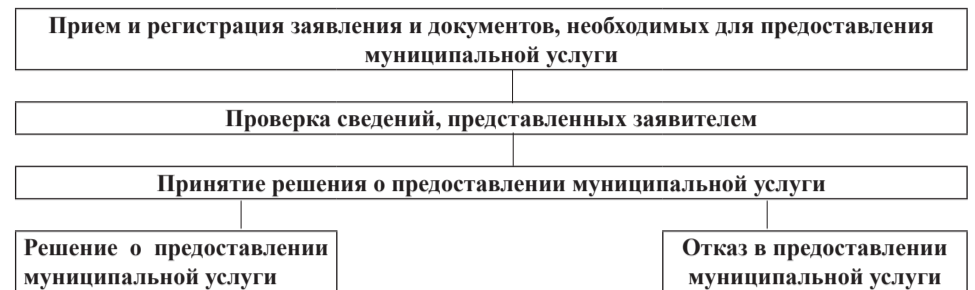 Прием и регистрация заявления и документов, необходимых для предоставления
муниципальной услуги
Проверка сведений, представленных заявителем
Принятие решения о предоставлении муниципальной услуги
Решение о предоставлении
муниципальной услуги
Отказ в предоставлении
муниципальной услуги